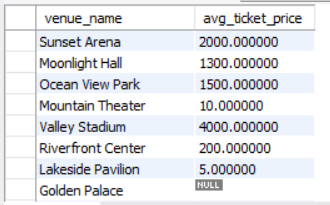 venue_name avg_ticket_price
Sunset Arena 2000.000000
Moonlight Hall 1300.000000
Ocean View Park 1500.000000
Mountain Theater 10.000000
Valley Stadium 4000.000000
Riverfront Center 200.000000
Lakeside Pavilion 5.000000
Golden Palace NULL